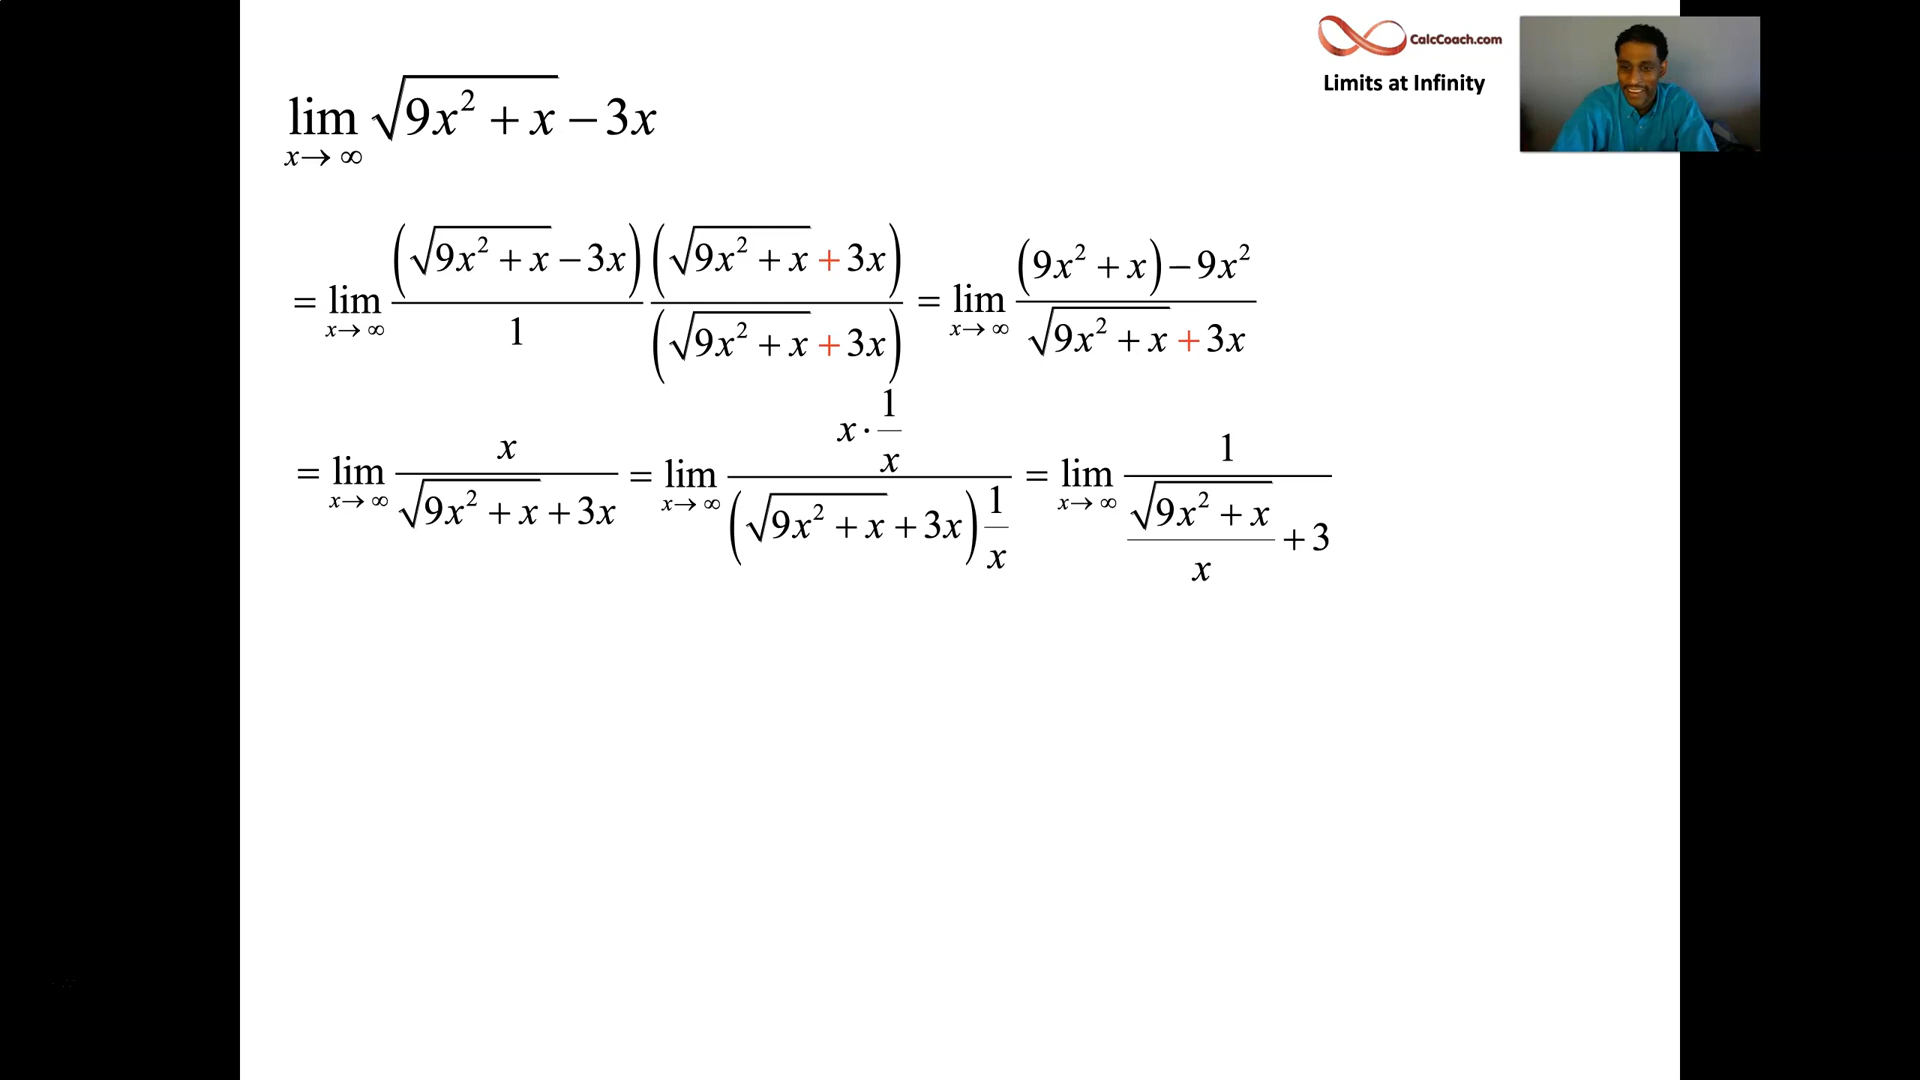 CalcCoach.com
Limits at Infinity
lim x→∞ √(9x² + x) − 3x
= lim x→∞ (√(9x² + x) − 3x)/1 · (√(9x² + x) + 3x)/(√(9x² + x) + 3x) = lim x→∞ ((9x² + x) − 9x²)/(√(9x² + x) + 3x)
= lim x→∞ x/(√(9x² + x) + 3x) = lim x→∞ (x · 1/x)/((√(9x² + x) + 3x) 1/x) = lim x→∞ 1/(√(9x² + x)/x + 3)